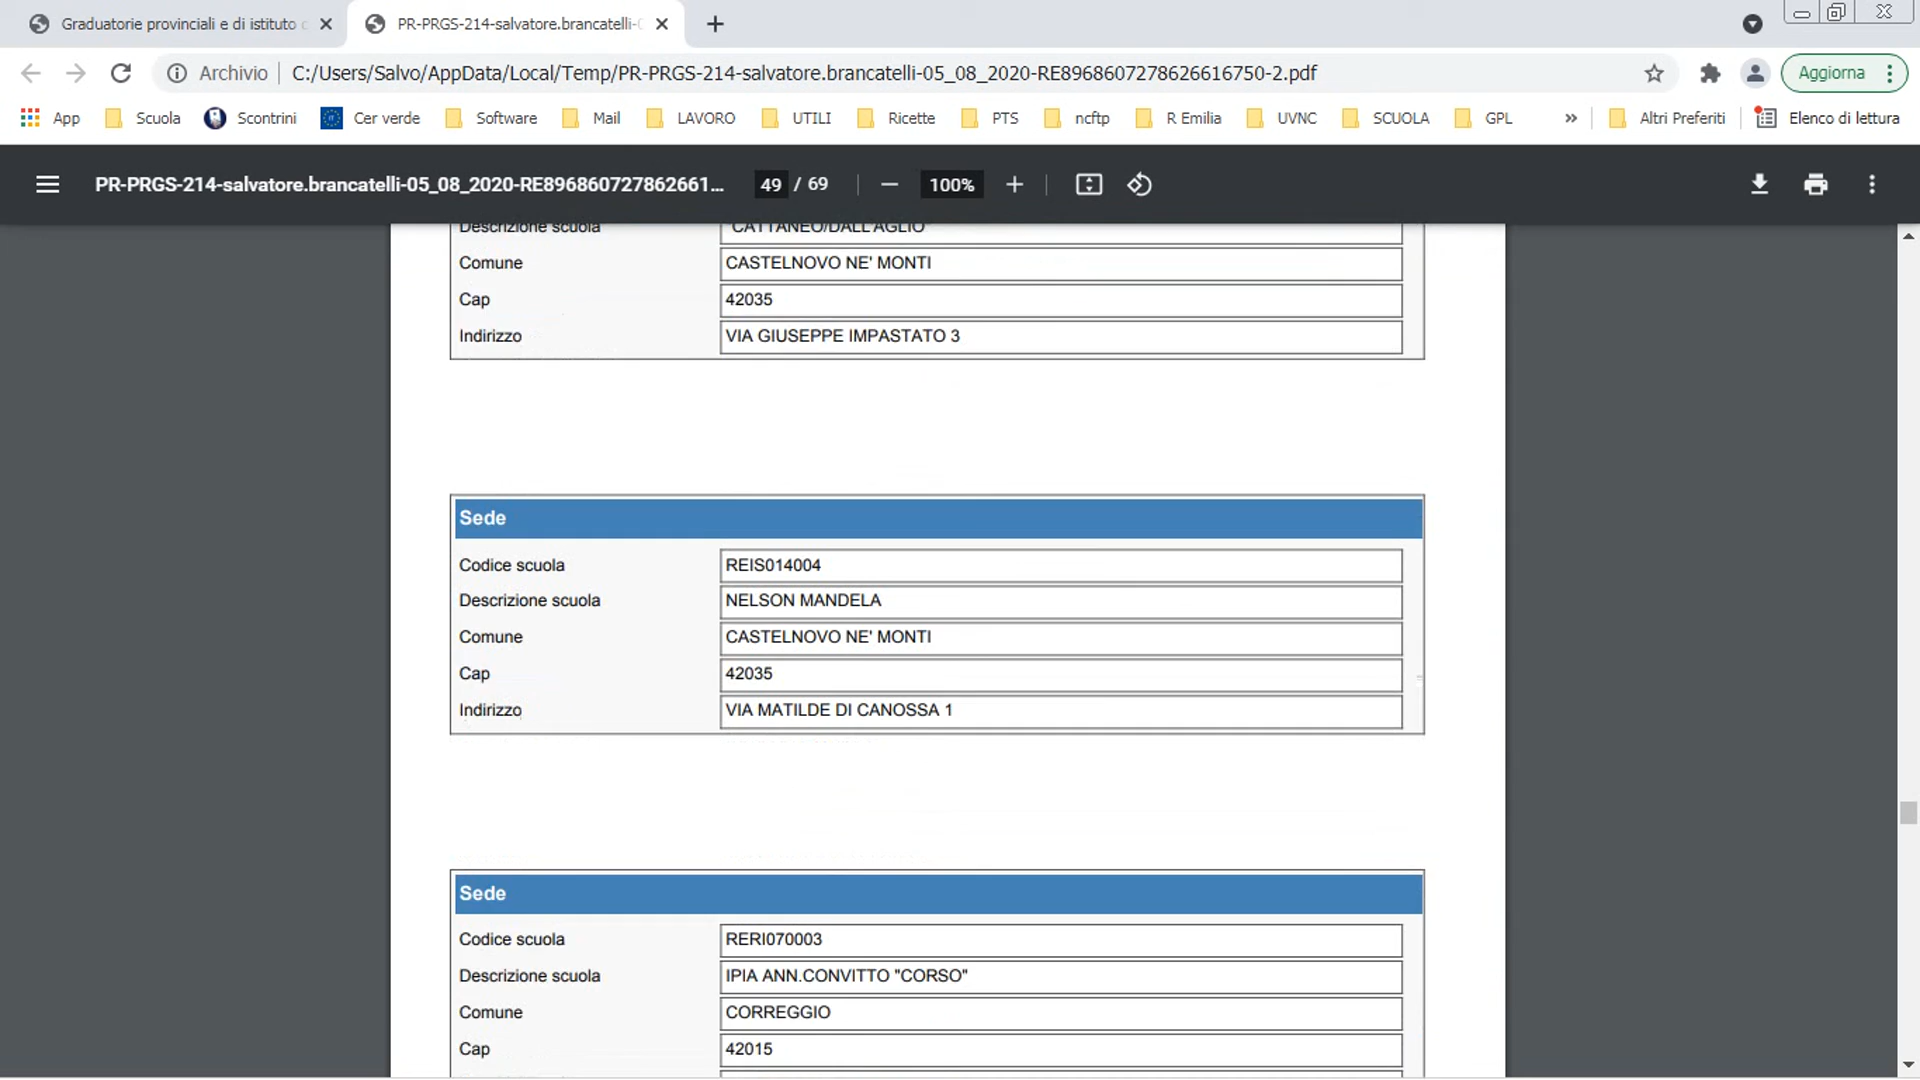 Graduatorie provinciali e di istituto
PR-PRGS-214-salvatore.brancatelli-
Archivio
C:/Users/Salvo/AppData/Local/Temp/PR-PRGS-214-salvatore.brancatelli-05_08_2020-RE8968607278626616750-2.pdf
Aggiorna
App
Scuola
Scontrini
Cer verde
Software
Mail
LAVORO
UTILI
Ricette
PTS
ncftp
R Emilia
UVNC
SCUOLA
GPL
»
Altri Preferiti
Elenco di lettura
PR-PRGS-214-salvatore.brancatelli-05_08_2020-RE896860727862661...
49 / 69
100%
Descrizione scuola "CATTANEO/DALL'AGLIO"
Comune CASTELNOVO NE' MONTI
Cap 42035
Indirizzo VIA GIUSEPPE IMPASTATO 3
Sede
Codice scuola REIS014004
Descrizione scuola NELSON MANDELA
Comune CASTELNOVO NE' MONTI
Cap 42035
Indirizzo VIA MATILDE DI CANOSSA 1
Sede
Codice scuola RERI070003
Descrizione scuola IPIA ANN.CONVITTO "CORSO"
Comune CORREGGIO
Cap 42015